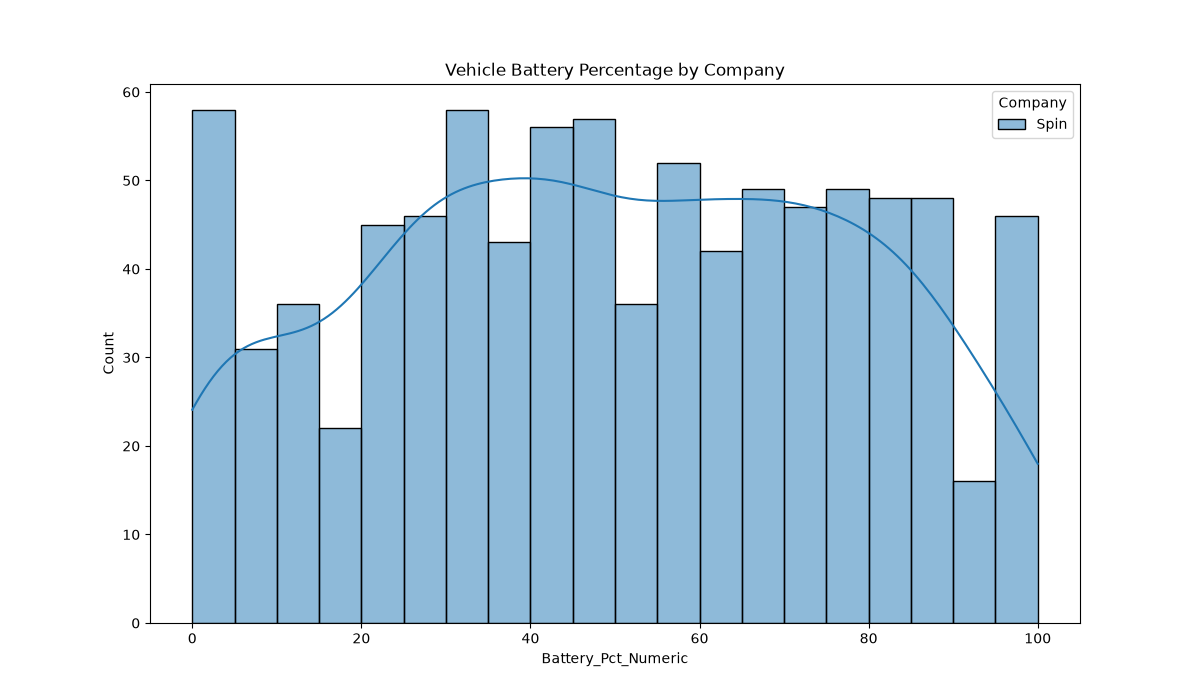 Vehicle Battery Percentage by Company
Company
Spin
60
50
40
30
20
10
0
Count
0 20 40 60 80 100
Battery_Pct_Numeric